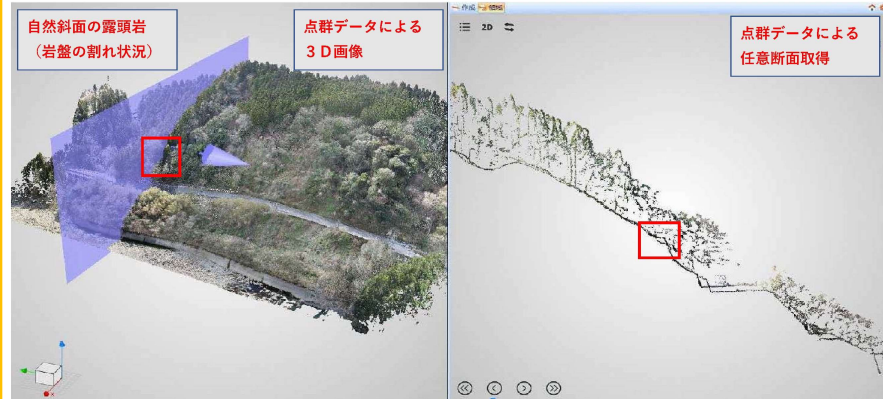 自然斜面の露頭岩
（岩盤の割れ状況）
点群データによる
３Ｄ画像
作成
2D
点群データによる
任意断面取得